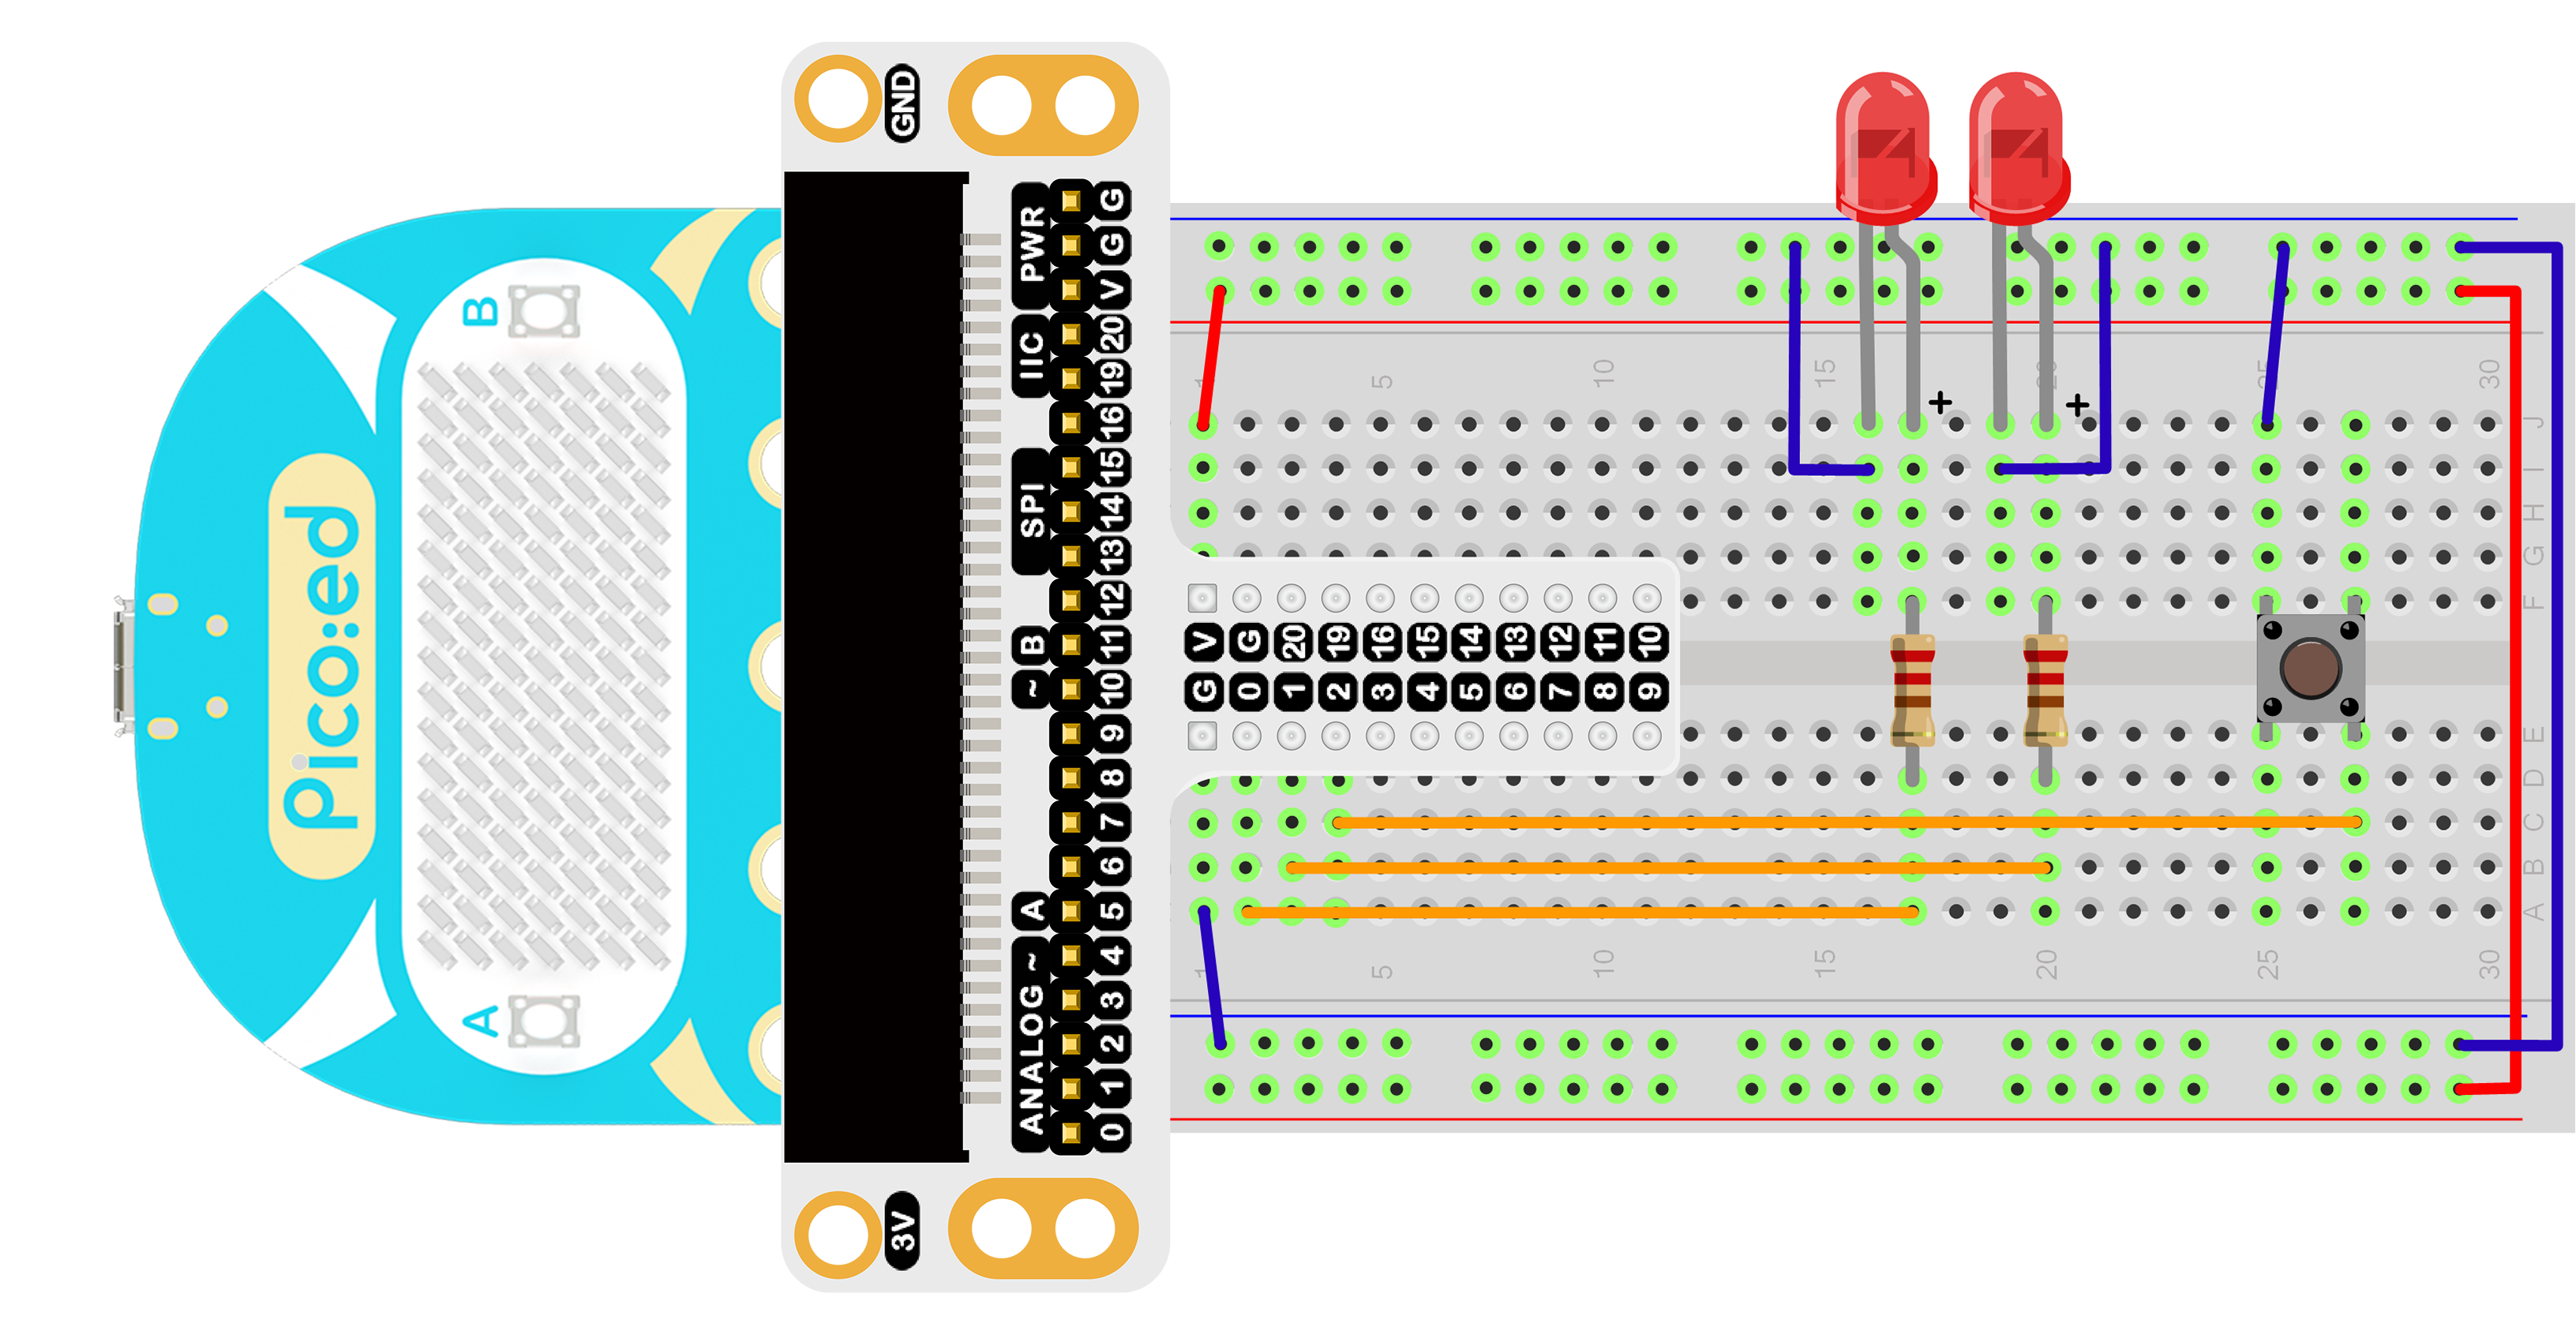 GND
PWR
IIC
SPI
~ B
A
ANALOG ~
G
G
V
20
19
16
15
14
13
12
11
10
9
8
7
6
5
4
3
2
1
0
3V
B
pico:ed
A
V G 20 19 16 15 14 13 12 11 10
G 0 1 2 3 4 5 6 7 8 9
1 5 10 15 20 25 30
+ +
J
I
H
G
F
E
D
C
B
A
1 5 10 15 20 25 30